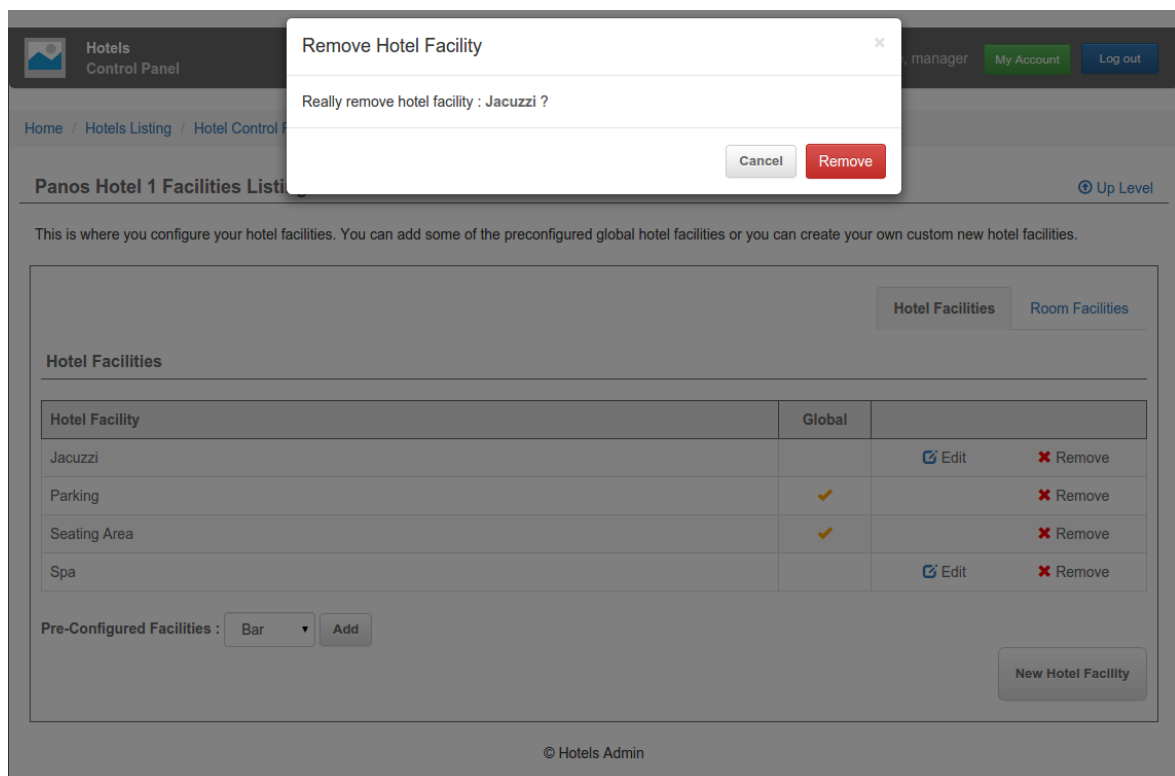 Remove Hotel Facility ×
Really remove hotel facility : Jacuzzi ?
Cancel Remove
Hotels
Control Panel
, manager My Account Log out
Home / Hotels Listing / Hotel Control
Panos Hotel 1 Facilities Listing Up Level
This is where you configure your hotel facilities. You can add some of the preconfigured global hotel facilities or you can create your own custom new hotel facilities.
Hotel Facilities Room Facilities
Hotel Facilities
Hotel Facility Global
Jacuzzi Edit Remove
Parking Remove
Seating Area Remove
Spa Edit Remove
Pre-Configured Facilities : Bar Add
New Hotel Facility
© Hotels Admin